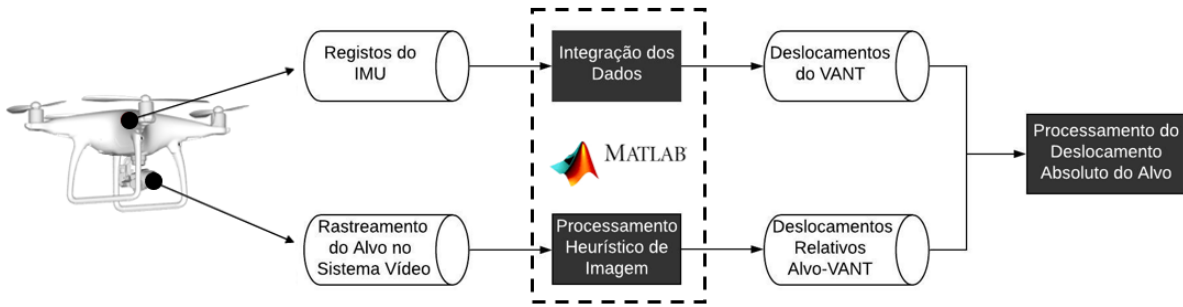 Registos do
IMU
Integração dos
Dados
Deslocamentos
do VANT
MATLAB
Processamento do
Deslocamento
Absoluto do Alvo
Rastreamento
do Alvo no
Sistema Vídeo
Processamento
Heurístico de
Imagem
Deslocamentos
Relativos
Alvo-VANT